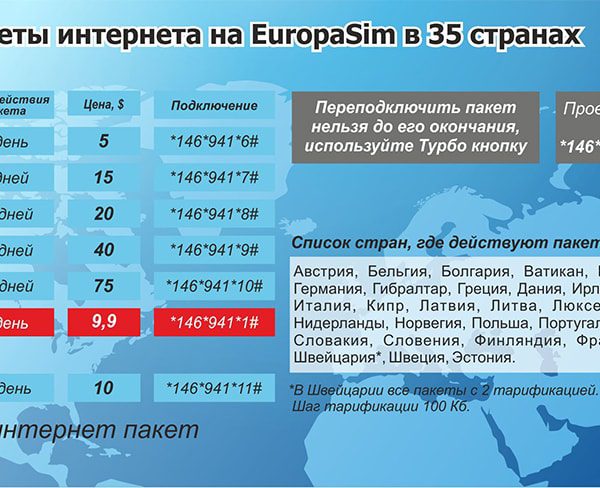 еты интернета на EuropaSim в 35 странах
действия
кета
Цена, $
Подключение
день
5
*146*941*6#
дней
15
*146*941*7#
дней
20
*146*941*8#
дней
40
*146*941*9#
дней
75
*146*941*10#
день
9,9
*146*941*1#
день
10
*146*941*11#
интернет пакет
Переподключить пакет
нельзя до его окончания,
используйте Турбо кнопку
Прове
*146*
Список стран, где действуют пакет
Австрия, Бельгия, Болгария, Ватикан,
Германия, Гибралтар, Греция, Дания, Ирл
Италия, Кипр, Латвия, Литва, Люксе
Нидерланды, Норвегия, Польша, Португал
Словакия, Словения, Финляндия, Фра
Швейцария*, Швеция, Эстония.
*В Швейцарии все пакеты с 2 тарификацией.
Шаг тарификации 100 Кб.